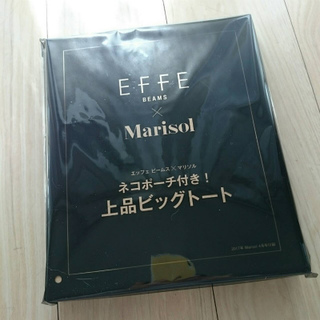 EFFE
BEAMS
×
Marisol
エッフェ ビームス×マリソル
ネコポーチ付き！
上品ビッグトート